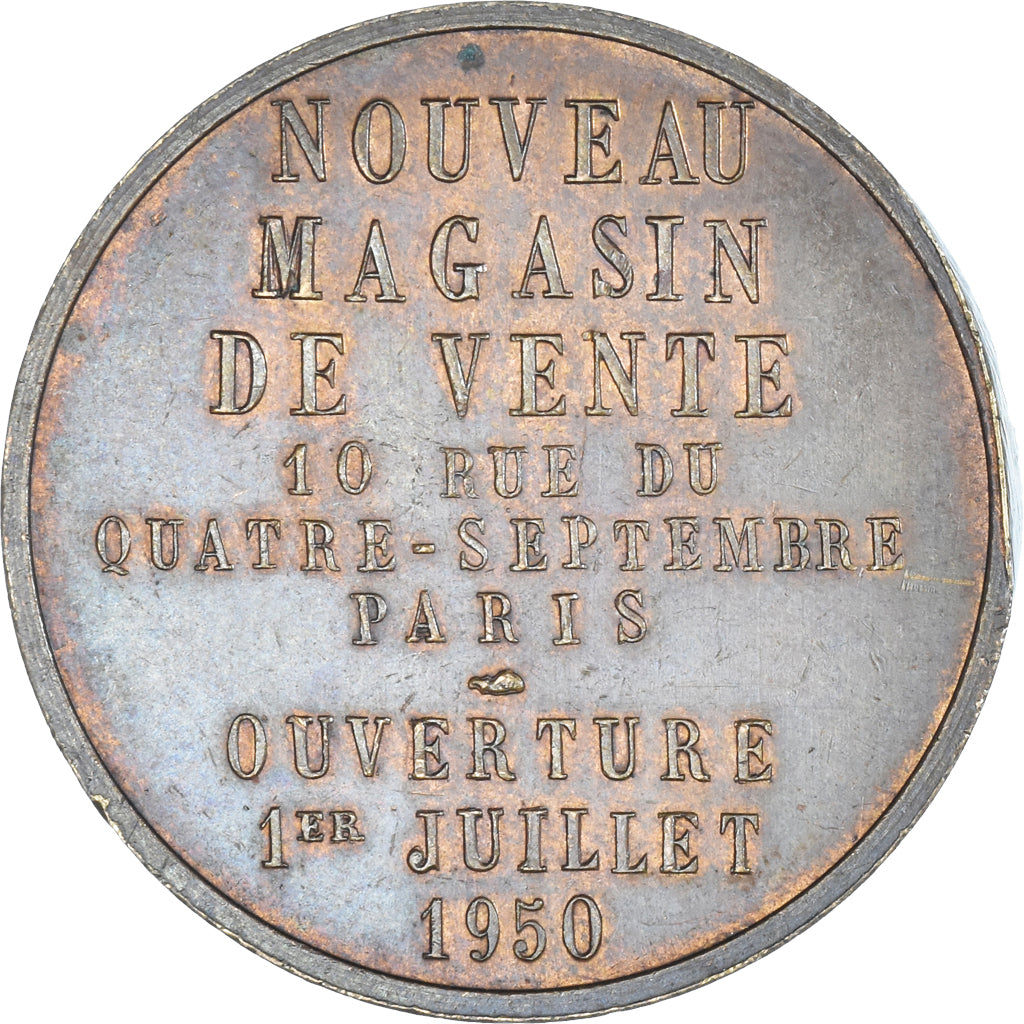 NOUVEAU
MAGASIN
DE VENTE
10 RUE DU
QUATRE-SEPTEMBRE
PARIS
OUVERTURE
1ER JUILLET
1950